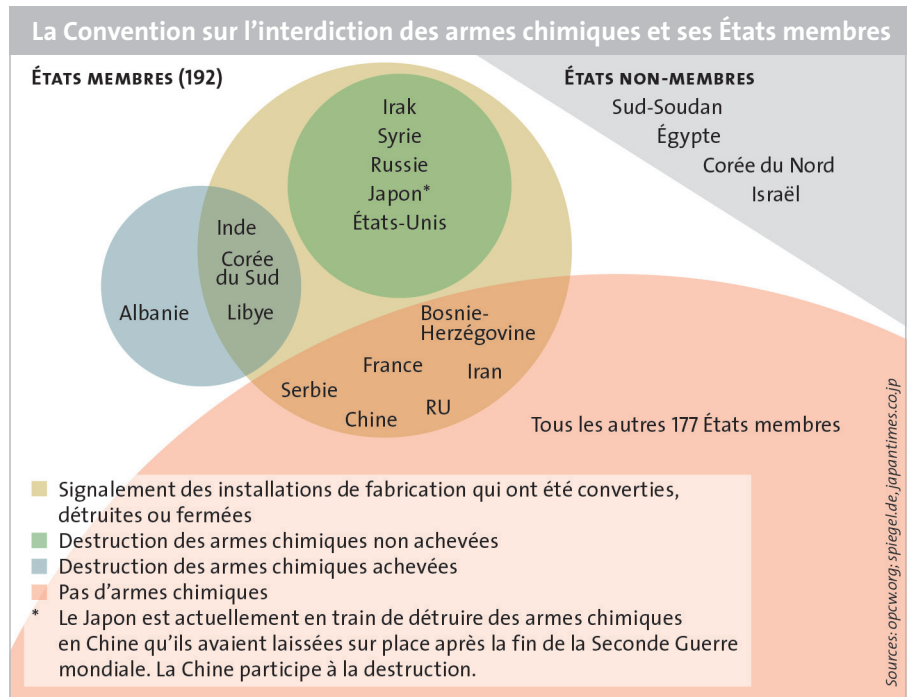 La Convention sur l'interdiction des armes chimiques et ses États membres
ÉTATS MEMBRES (192)
ÉTATS NON-MEMBRES
Sud-Soudan
Égypte
Corée du Nord
Israël
Irak
Syrie
Russie
Japon*
États-Unis
Inde
Corée
du Sud
Libye
Albanie
Bosnie-
Herzégovine
France
Iran
Serbie
RU
Chine
Tous les autres 177 États membres
Signalement des installations de fabrication qui ont été converties,
détruites ou fermées
Destruction des armes chimiques non achevées
Destruction des armes chimiques achevées
Pas d'armes chimiques
* Le Japon est actuellement en train de détruire des armes chimiques
en Chine qu'ils avaient laissées sur place après la fin de la Seconde Guerre
mondiale. La Chine participe à la destruction.
Sources: opcw.org; spiegel.de, japantimes.co.jp